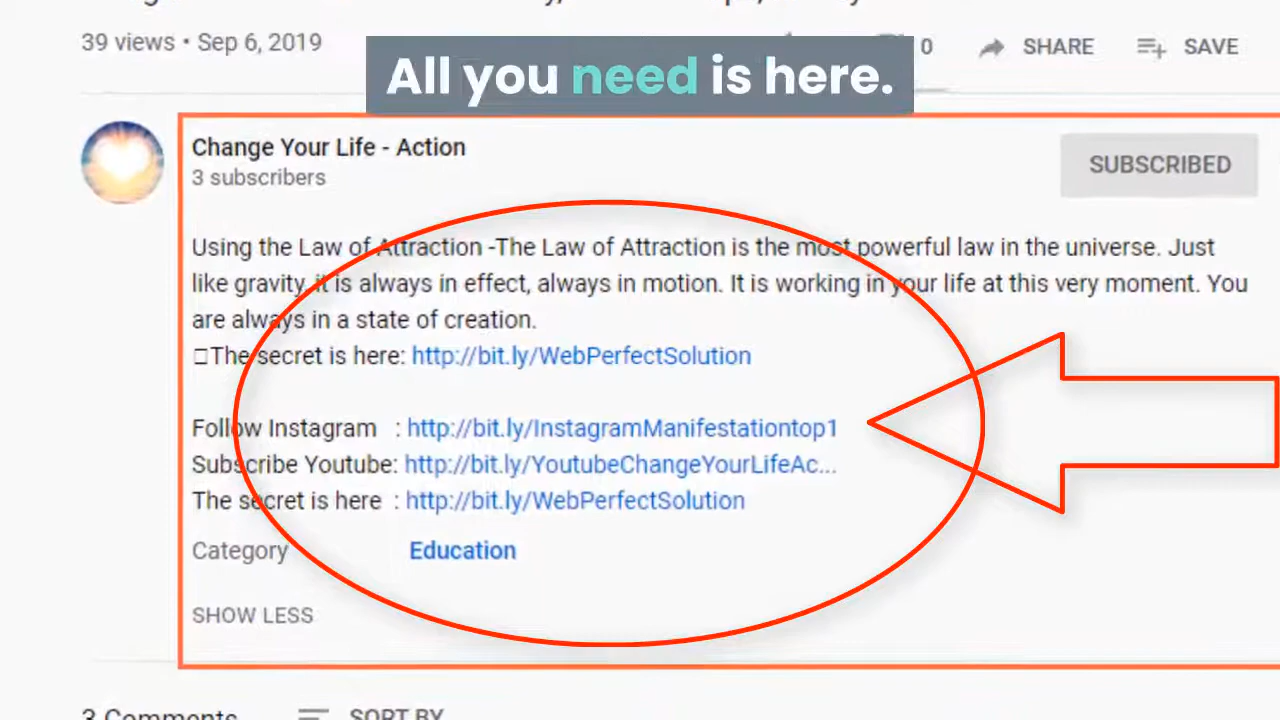 39 views • Sep 6, 2019
0 SHARE SAVE
All you need is here.
Change Your Life - Action
3 subscribers
SUBSCRIBED
Using the Law of Attraction -The Law of Attraction is the most powerful law in the universe. Just
like gravity, it is always in effect, always in motion. It is working in your life at this very moment. You
are always in a state of creation.
□The secret is here: http://bit.ly/WebPerfectSolution
Follow Instagram : http://bit.ly/InstagramManifestationtop1
Subscribe Youtube: http://bit.ly/YoutubeChangeYourLifeAc...
The secret is here : http://bit.ly/WebPerfectSolution
Category Education
SHOW LESS
3 Comments SORT BY